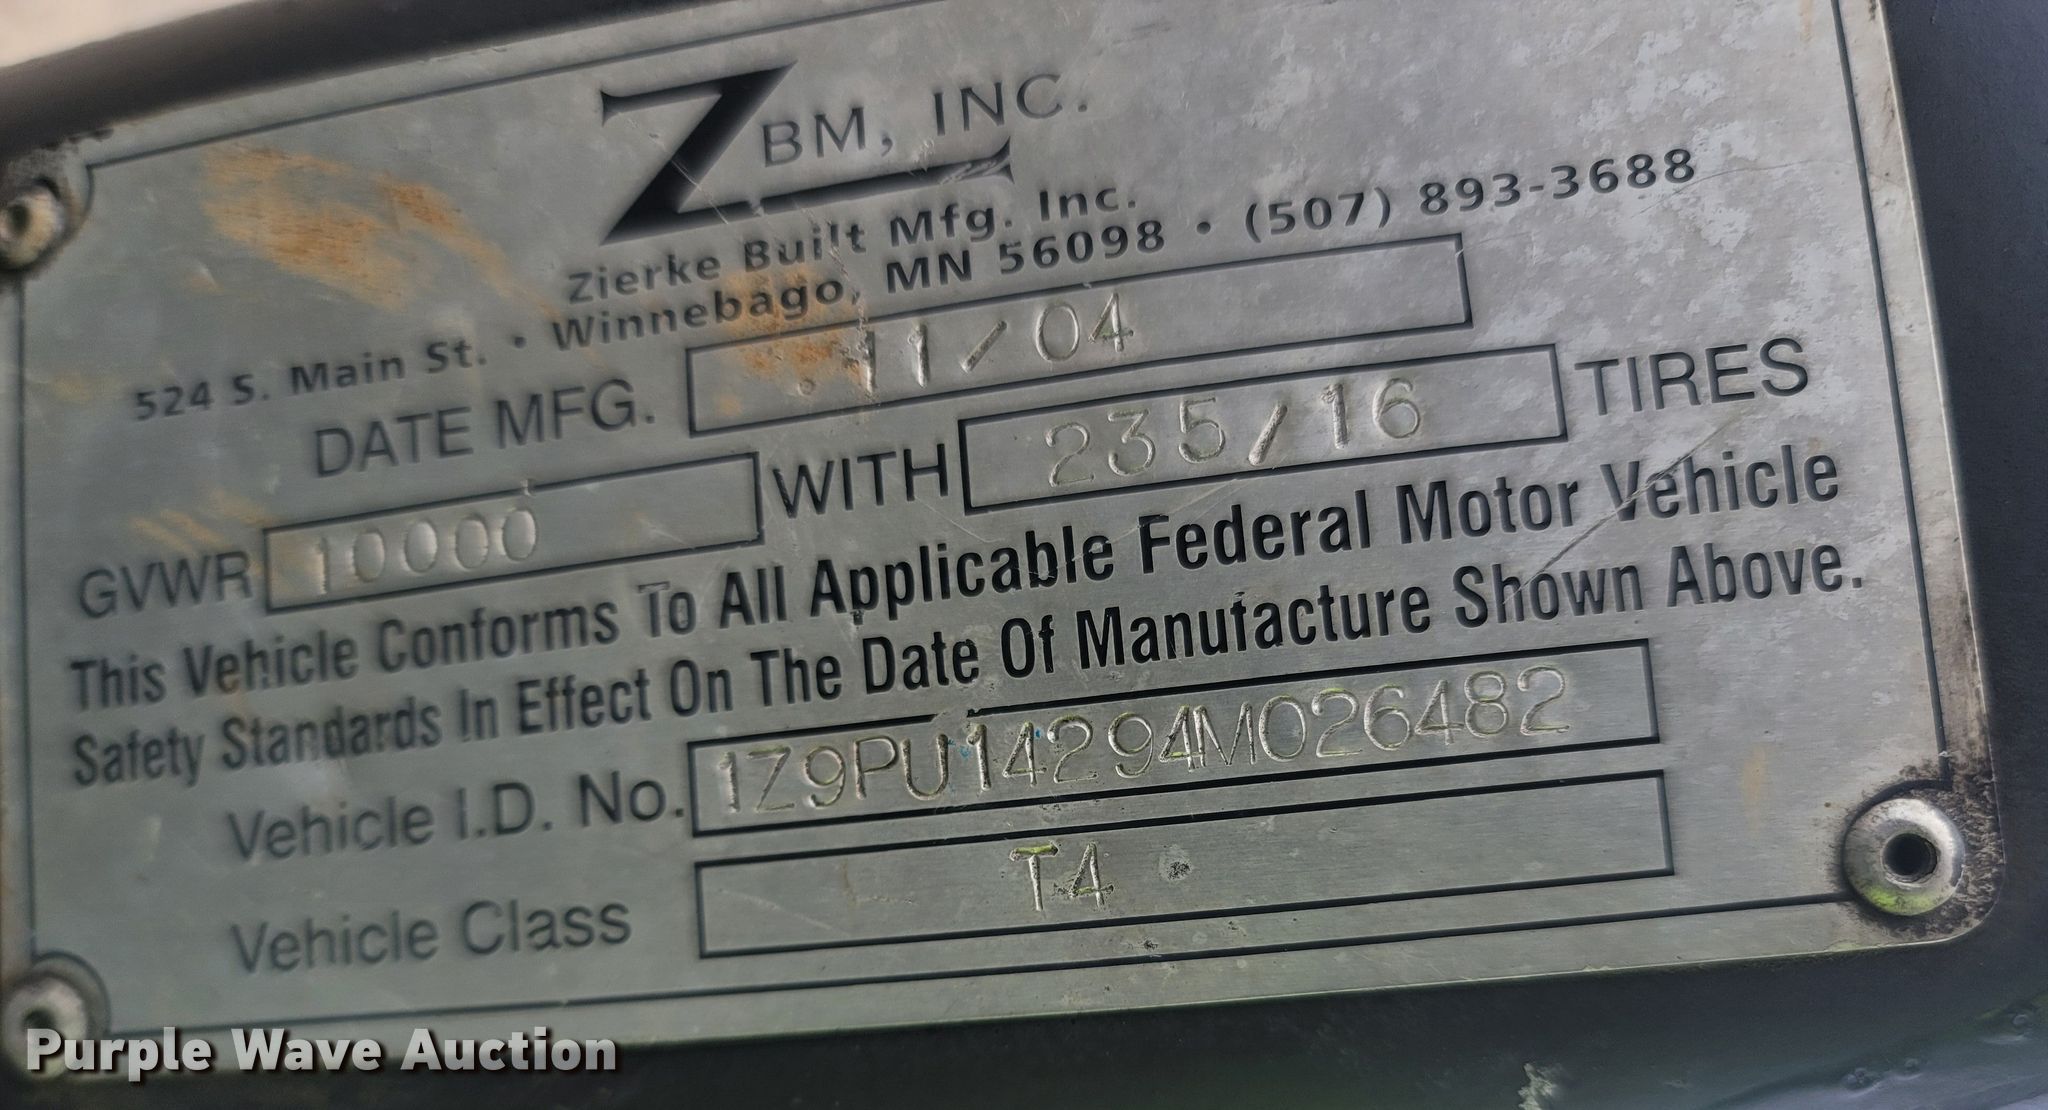 ZBM, INC.
Zierke Built Mfg. Inc.
524 S. Main St. • Winnebago, MN 56098 • (507) 893-3688
DATE MFG. 11/04
GVWR 10000 WITH 235/16 TIRES
This Vehicle Conforms To All Applicable Federal Motor Vehicle
Safety Standards In Effect On The Date Of Manufacture Shown Above.
Vehicle I.D. No. 1Z9PU14294M026482
Vehicle Class T4
Purple Wave Auction